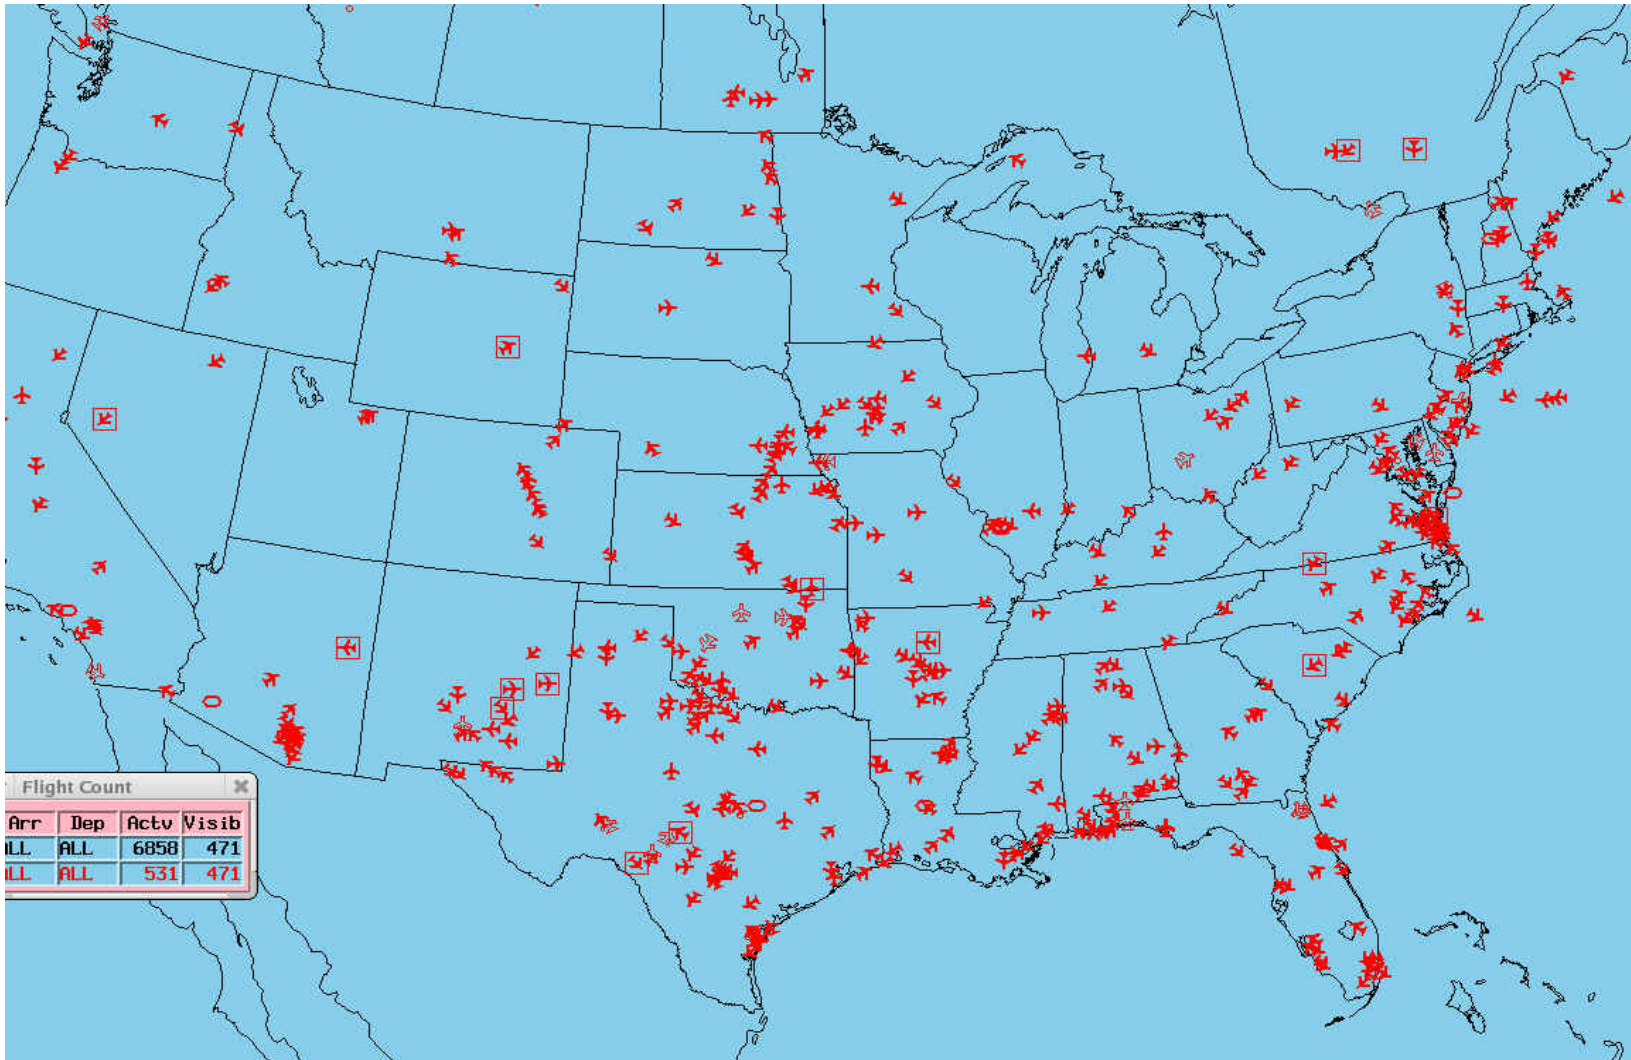 Flight Count
Arr Dep Actv Visib
ALL ALL 6858 471
ALL ALL 531 471